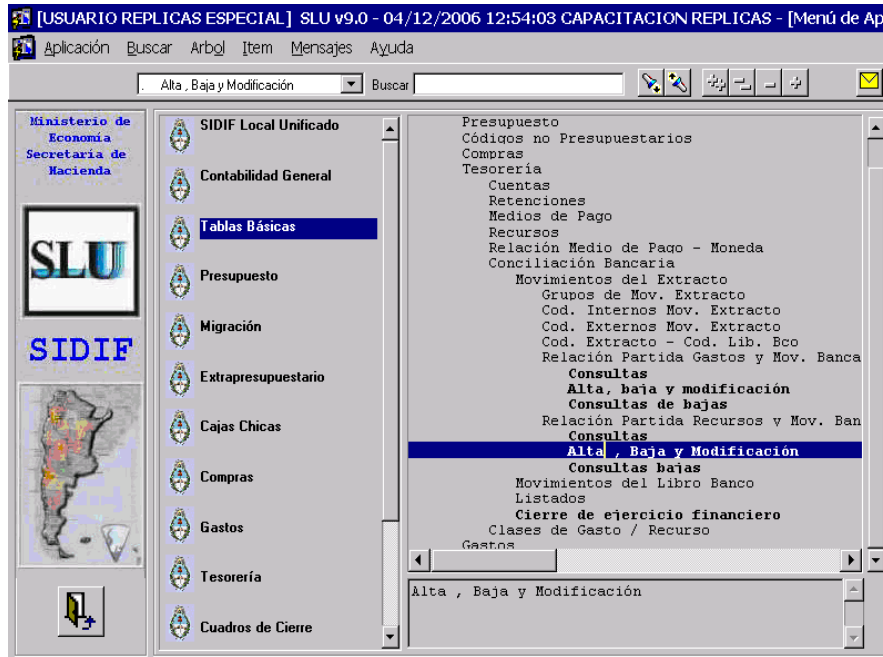 [USUARIO REPLICAS ESPECIAL] SLU v9.0 - 04/12/2006 12:54:03 CAPACITACION REPLICAS - [Menú de Ap
Aplicación Buscar Arbol Item Mensajes Ayuda
. Alta , Baja y Modificación Buscar
Ministerio de
Economía
Secretaría de
Hacienda
SLU
SIDIF
SIDIF Local Unificado
Contabilidad General
Tablas Básicas
Presupuesto
Migración
Extrapresupuestario
Cajas Chicas
Compras
Gastos
Tesorería
Cuadros de Cierre
Presupuesto
Códigos no Presupuestarios
Compras
Tesorería
Cuentas
Retenciones
Medios de Pago
Recursos
Relación Medio de Pago - Moneda
Conciliación Bancaria
Movimientos del Extracto
Grupos de Mov. Extracto
Cod. Internos Mov. Extracto
Cod. Externos Mov. Extracto
Cod. Extracto - Cod. Lib. Bco
Relación Partida Gastos y Mov. Banca
Consultas
Alta, baja y modificación
Consultas de bajas
Relación Partida Recursos y Mov. Ban
Consultas
Alta , Baja y Modificación
Consultas bajas
Movimientos del Libro Banco
Listados
Cierre de ejercicio financiero
Clases de Gasto / Recurso
Gastos
Alta , Baja y Modificación